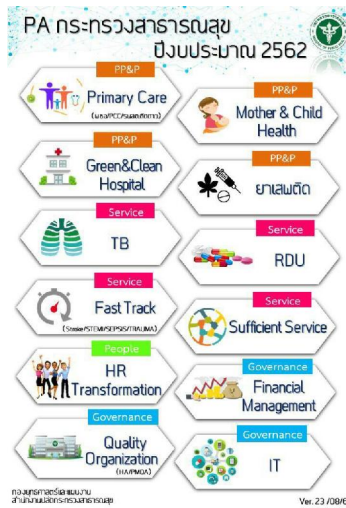 PA กระทรวงสาธารณสุข
ปีงบประมาณ 2562
PP&P
Primary Care
PP&P
Mother & Child
Health
PP&P
Green&Clean
Hospital
PP&P
ยาเสพติด
Service
TB
Service
RDU
Service
Fast Track
(Stroke/STEMI/SEPSIS/TRAUMA)
Service
Sufficient Service
People
HR
Transformation
Governance
Financial
Management
Governance
Quality
Organization
(HA/PMQA)
Governance
IT
กองยุทธศาสตร์และแผนงาน
สำนักงานปลัดกระทรวงสาธารณสุข
Ver. 23 /08/6